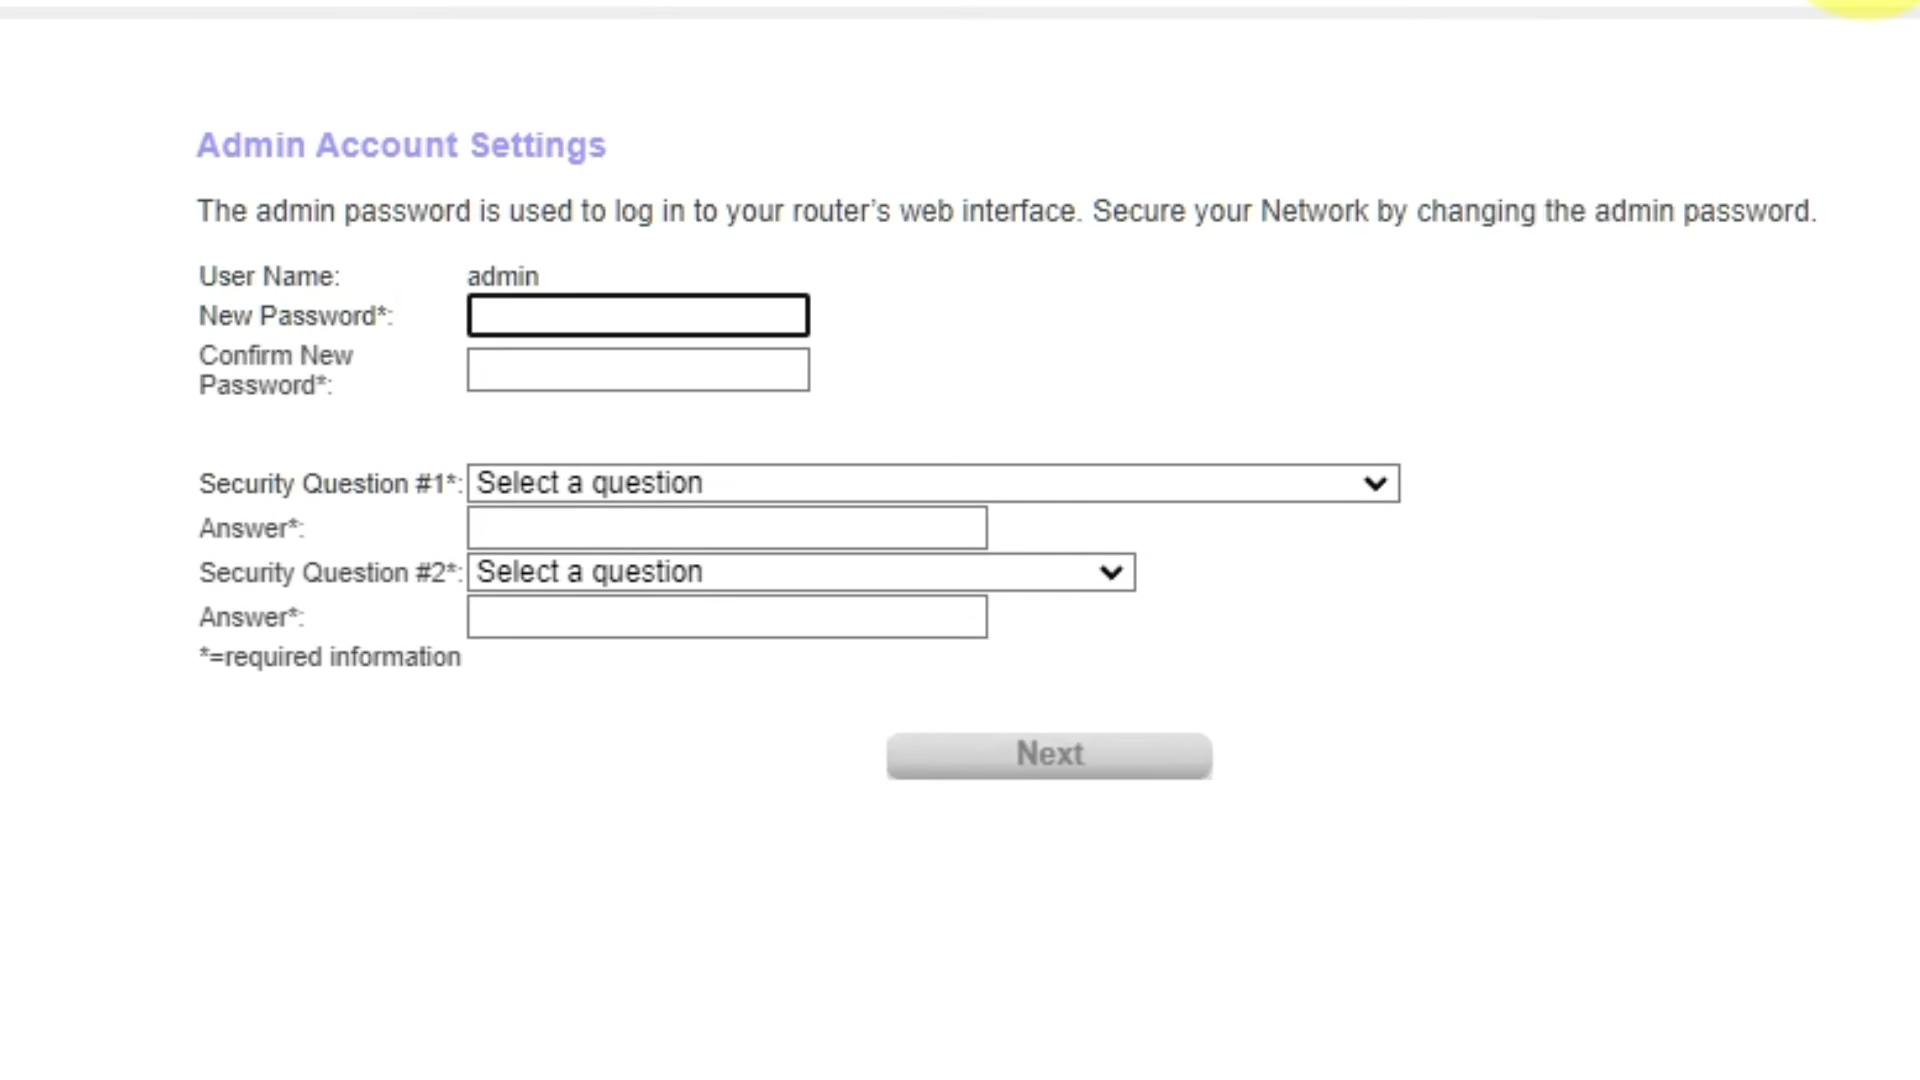 Admin Account Settings
The admin password is used to log in to your router’s web interface. Secure your Network by changing the admin password.
User Name: admin
New Password*:
Confirm New
Password*:
Security Question #1*: Select a question
Answer*:
Security Question #2*: Select a question
Answer*:
*=required information
Next